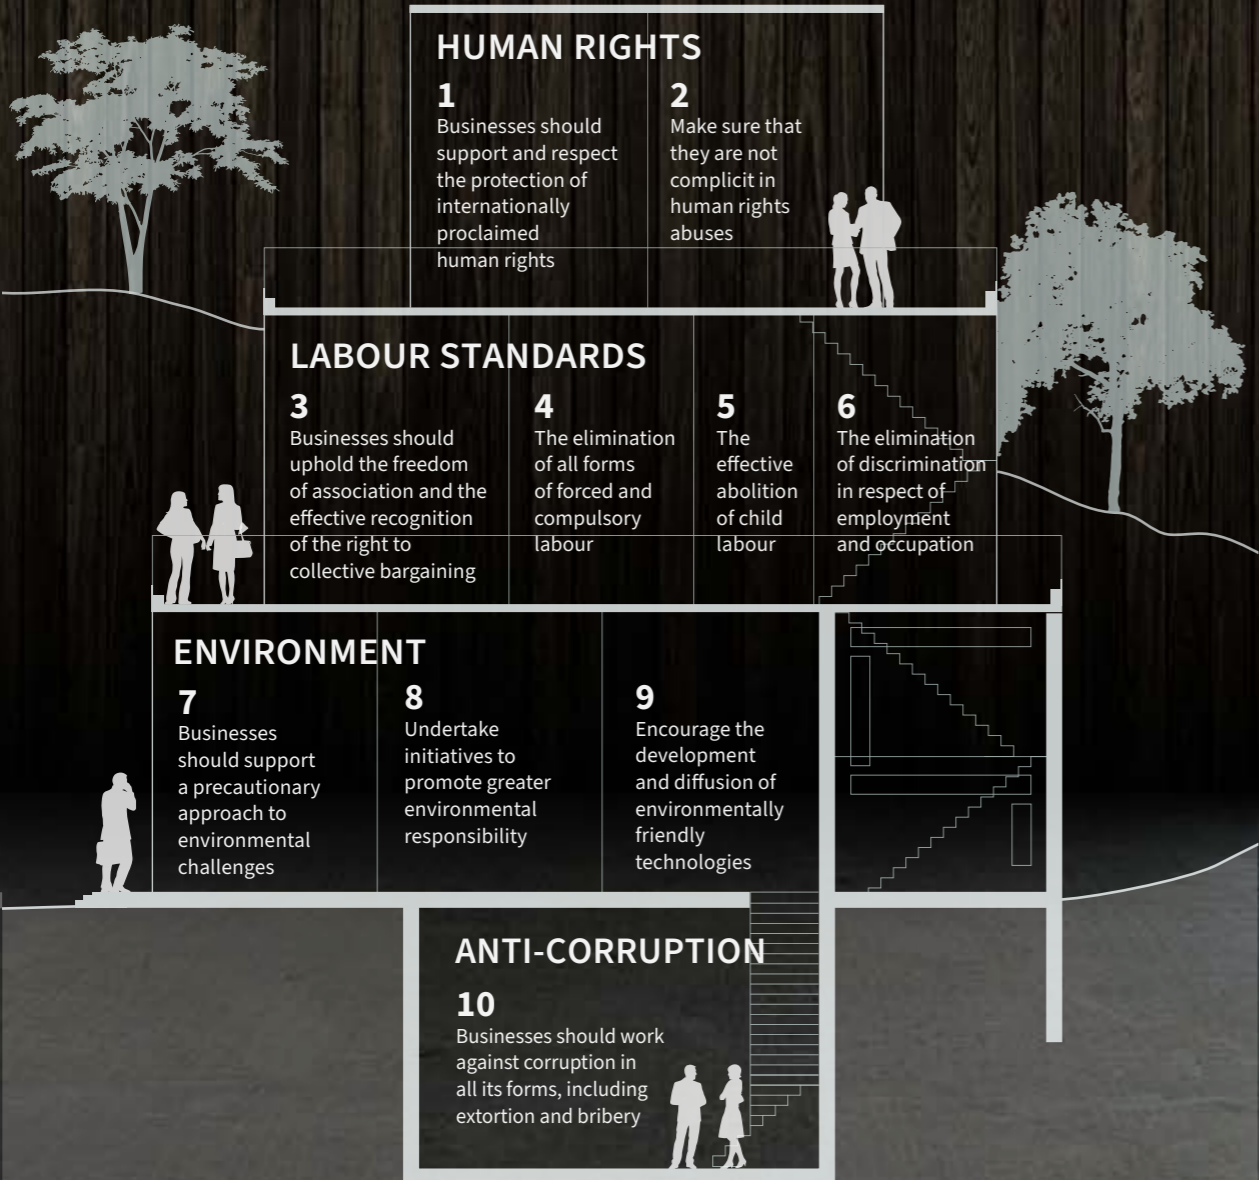 HUMAN RIGHTS
1
Businesses should
support and respect
the protection of
internationally
proclaimed
human rights
2
Make sure that
they are not
complicit in
human rights
abuses
LABOUR STANDARDS
3
Businesses should
uphold the freedom
of association and the
effective recognition
of the right to
collective bargaining
4
The elimination
of all forms
of forced and
compulsory
labour
5
The
effective
abolition
of child
labour
6
The elimination
of discrimination
in respect of
employment
and occupation
ENVIRONMENT
7
Businesses
should support
a precautionary
approach to
environmental
challenges
8
Undertake
initiatives to
promote greater
environmental
responsibility
9
Encourage the
development
and diffusion of
environmentally
friendly
technologies
ANTI-CORRUPTION
10
Businesses should work
against corruption in
all its forms, including
extortion and bribery